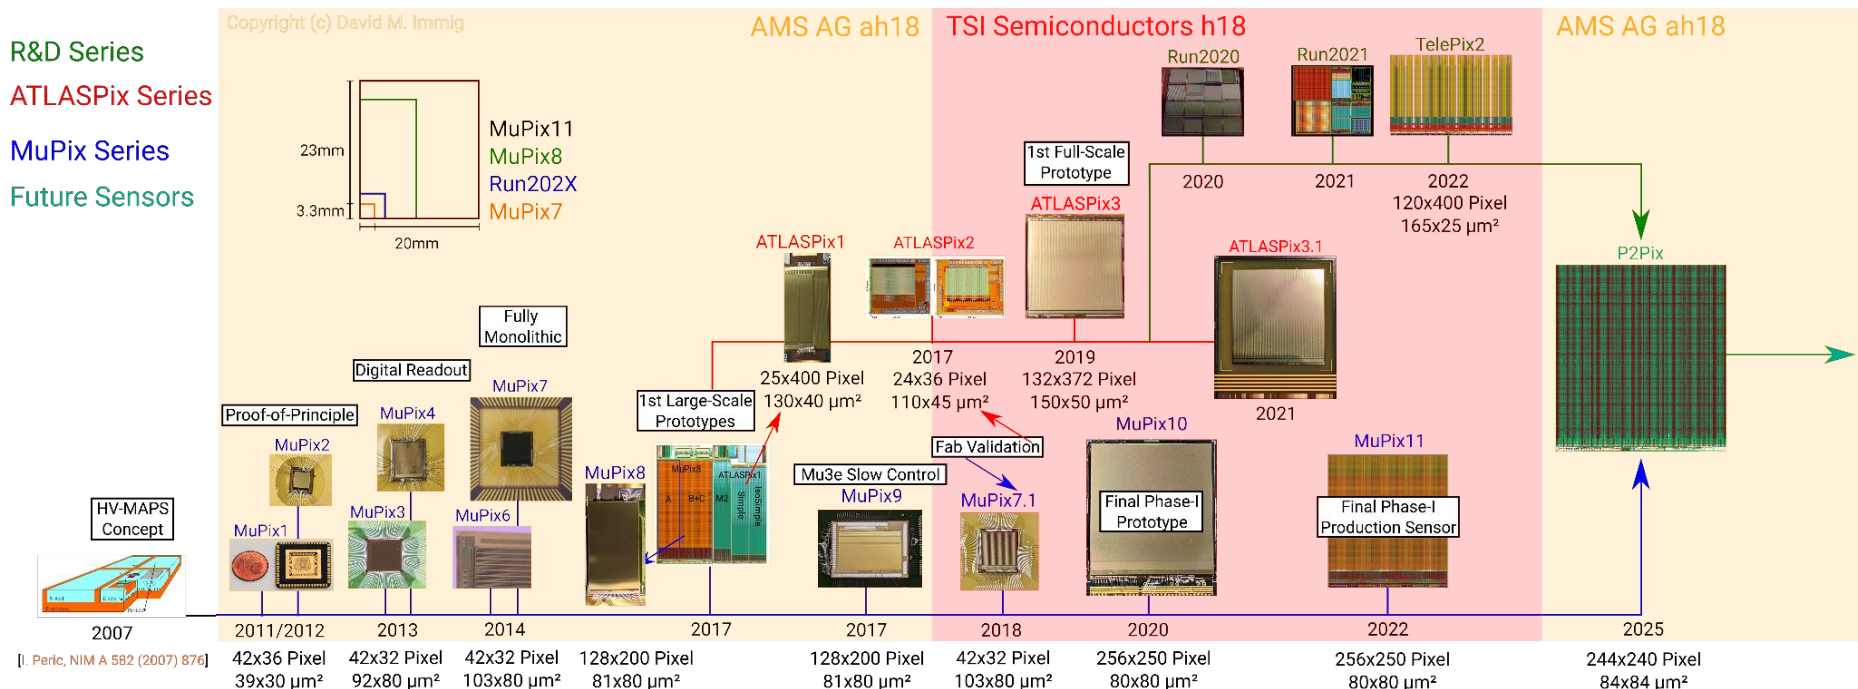 Copyright (c) David M. Immig
AMS AG ah18
TSI Semiconductors h18
AMS AG ah18
R&D Series
ATLASPix Series
MuPix Series
Future Sensors
23mm
3.3mm
20mm
MuPix11
MuPix8
Run202X
MuPix7
Run2020
Run2021
TelePix2
2020
2021
2022
120x400 Pixel
165x25 µm²
1st Full-Scale
Prototype
ATLASPix1
ATLASPix2
ATLASPix3
ATLASPix3.1
P2Pix
25x400 Pixel
130x40 µm²
2017
24x36 Pixel
110x45 µm²
2019
132x372 Pixel
150x50 µm²
2021
Fully
Monolithic
Digital Readout
Proof-of-Principle
HV-MAPS
Concept
1st Large-Scale
Prototypes
Fab Validation
Mu3e Slow Control
MuPix1
MuPix2
MuPix3
MuPix4
MuPix6
MuPix7
MuPix8
MuPix8
A
B+C
M2
ATLASPix1
Simple
IsoSimple
MuPix9
MuPix7.1
MuPix10
Final Phase-I
Prototype
MuPix11
Final Phase-I
Production Sensor
2007
2011/2012
2013
2014
2017
2017
2018
2020
2022
2025
[I. Peric, NIM A 582 (2007) 876]
42x36 Pixel
39x30 µm²
42x32 Pixel
92x80 µm²
42x32 Pixel
103x80 µm²
128x200 Pixel
81x80 µm²
128x200 Pixel
81x80 µm²
42x32 Pixel
103x80 µm²
256x250 Pixel
80x80 µm²
256x250 Pixel
80x80 µm²
244x240 Pixel
84x84 µm²